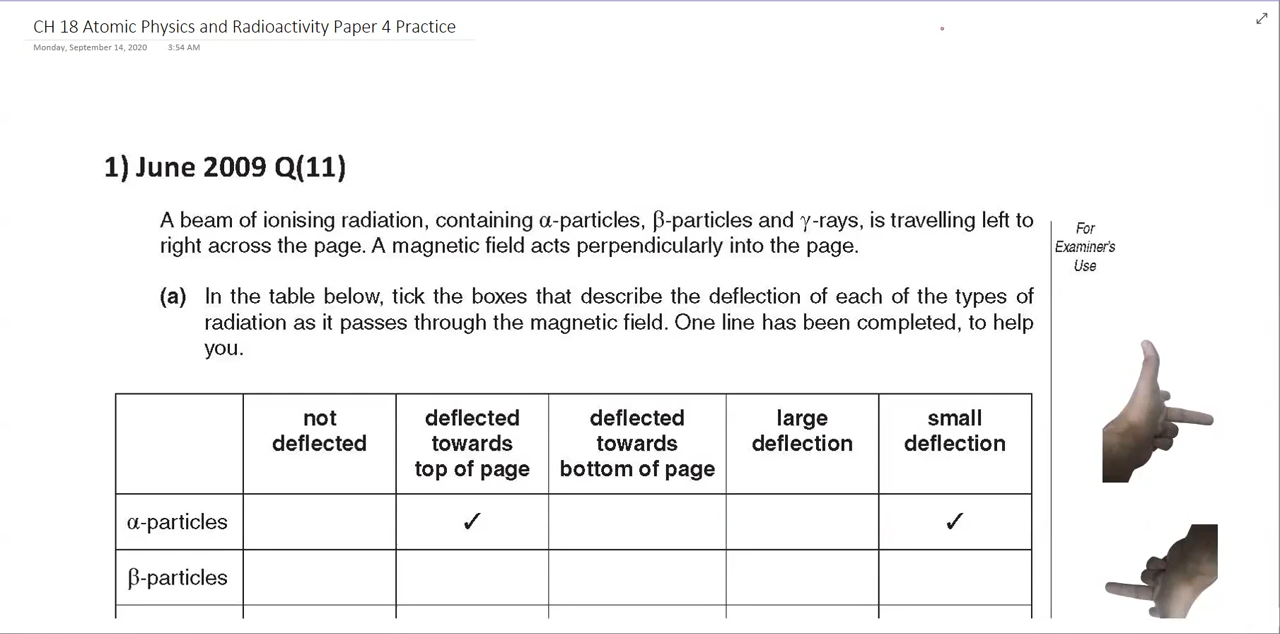 CH 18 Atomic Physics and Radioactivity Paper 4 Practice
Monday, September 14, 2020 3:54 AM
1) June 2009 Q(11)
A beam of ionising radiation, containing α-particles, β-particles and γ-rays, is travelling left to
right across the page. A magnetic field acts perpendicularly into the page.
For
Examiner's
Use
(a) In the table below, tick the boxes that describe the deflection of each of the types of
radiation as it passes through the magnetic field. One line has been completed, to help
you.
not
deflected
deflected
towards
top of page
deflected
towards
bottom of page
large
deflection
small
deflection
α-particles ✓ ✓
β-particles